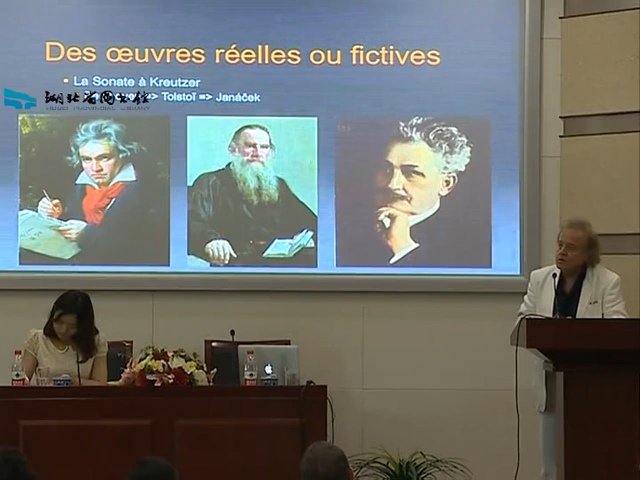 Des œuvres réelles ou fictives
▪ La Sonate à Kreutzer
=> Tolstoï => Janáček
湖北省图书馆